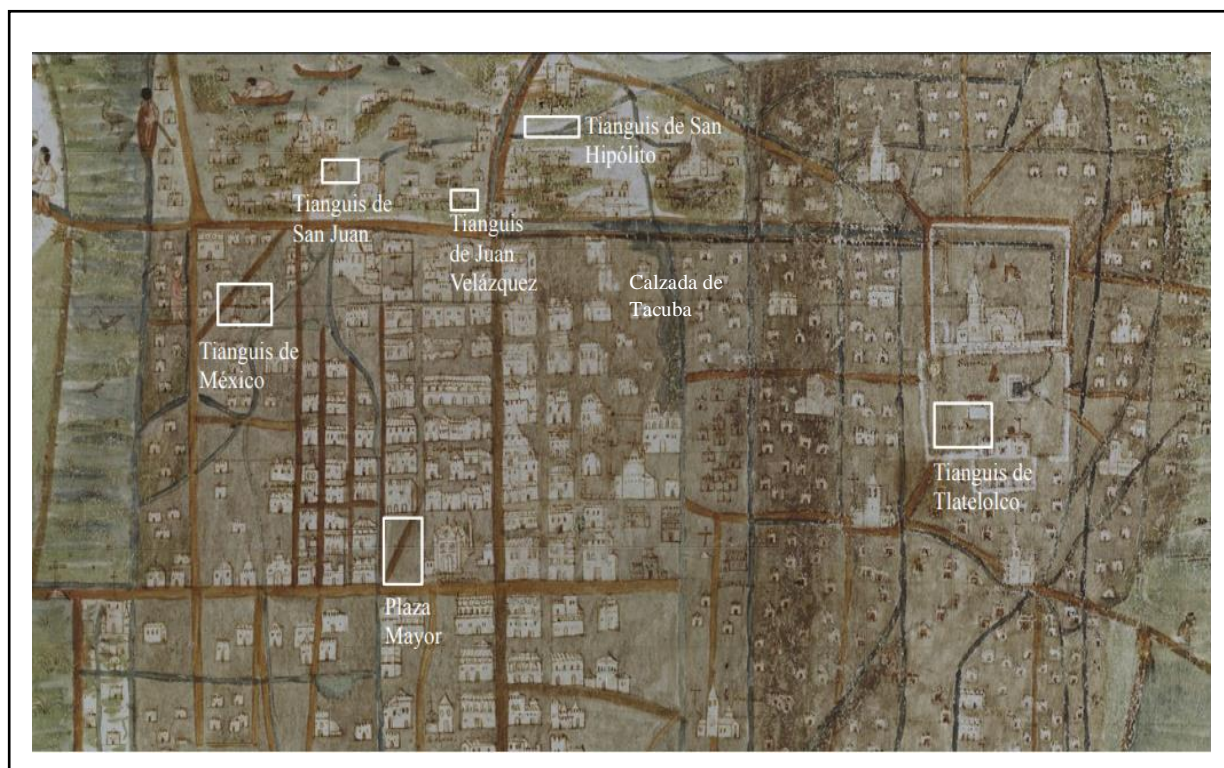 Tianguis de San
Hipólito
Tianguis de
San Juan
Tianguis
de Juan
Velázquez
Calzada de
Tacuba
Tianguis de
México
Tianguis de
Tlatelolco
Plaza
Mayor